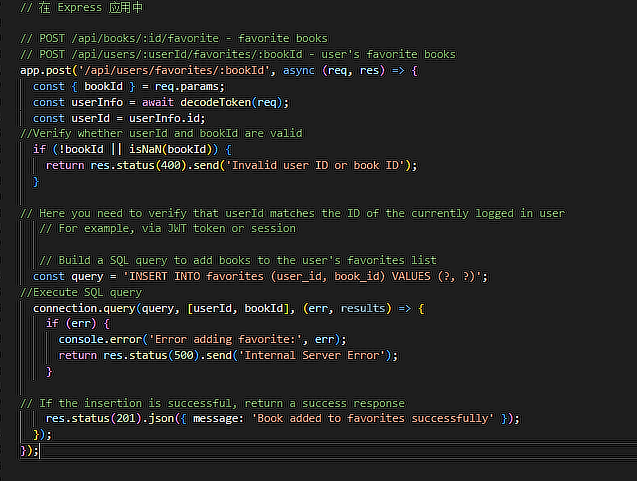 // 在 Express 应用中
// POST /api/books/:id/favorite - favorite books
// POST /api/users/:userId/favorites/:bookId - user's favorite books
app.post('/api/users/favorites/:bookId', async (req, res) => {
const { bookId } = req.params;
const userInfo = await decodeToken(req);
const userId = userInfo.id;
//Verify whether userId and bookId are valid
if (!bookId || isNaN(bookId)) {
return res.status(400).send('Invalid user ID or book ID');
}
// Here you need to verify that userId matches the ID of the currently logged in user
// For example, via JWT token or session
// Build a SQL query to add books to the user's favorites list
const query = 'INSERT INTO favorites (user_id, book_id) VALUES (?, ?)';
//Execute SQL query
connection.query(query, [userId, bookId], (err, results) => {
if (err) {
console.error('Error adding favorite:', err);
return res.status(500).send('Internal Server Error');
}
// If the insertion is successful, return a success response
res.status(201).json({ message: 'Book added to favorites successfully' });
});
});